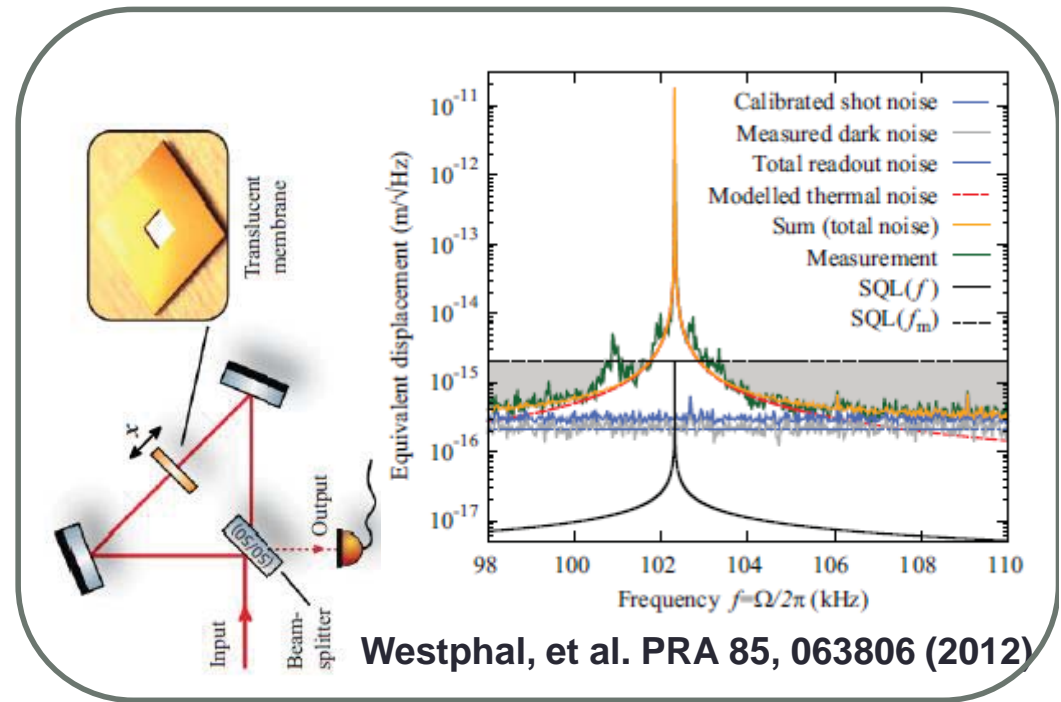 Translucent
membrane
x
(50/50)
Output
Input
Beam-
splitter
Equivalent displacement (m/√Hz)
10⁻¹¹
10⁻¹²
10⁻¹³
10⁻¹⁴
10⁻¹⁵
10⁻¹⁶
10⁻¹⁷
Calibrated shot noise
Measured dark noise
Total readout noise
Modelled thermal noise
Sum (total noise)
Measurement
SQL(f)
SQL(fₘ)
98 100 102 104 106 108 110
Frequency f=Ω/2π (kHz)
Westphal, et al. PRA 85, 063806 (2012)